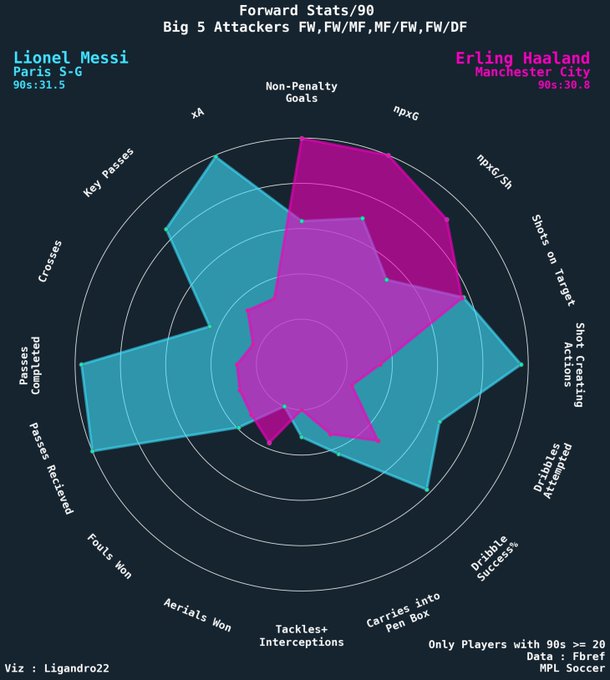 Forward Stats/90
Big 5 Attackers FW,FW/MF,MF/FW,FW/DF
Lionel Messi
Paris S-G
90s:31.5
Erling Haaland
Manchester City
90s:30.8
Non-Penalty
Goals
npxG
npxG/Sh
Shots on Target
Shot Creating
Actions
Dribbles
Attempted
Dribble
Success%
Carries into
Pen Box
Tackles+
Interceptions
Aerials Won
Fouls Won
Passes Recieved
Passes
Completed
Crosses
Key Passes
xA
Only Players with 90s >= 20
Data : Fbref
MPL Soccer
Viz : Ligandro22